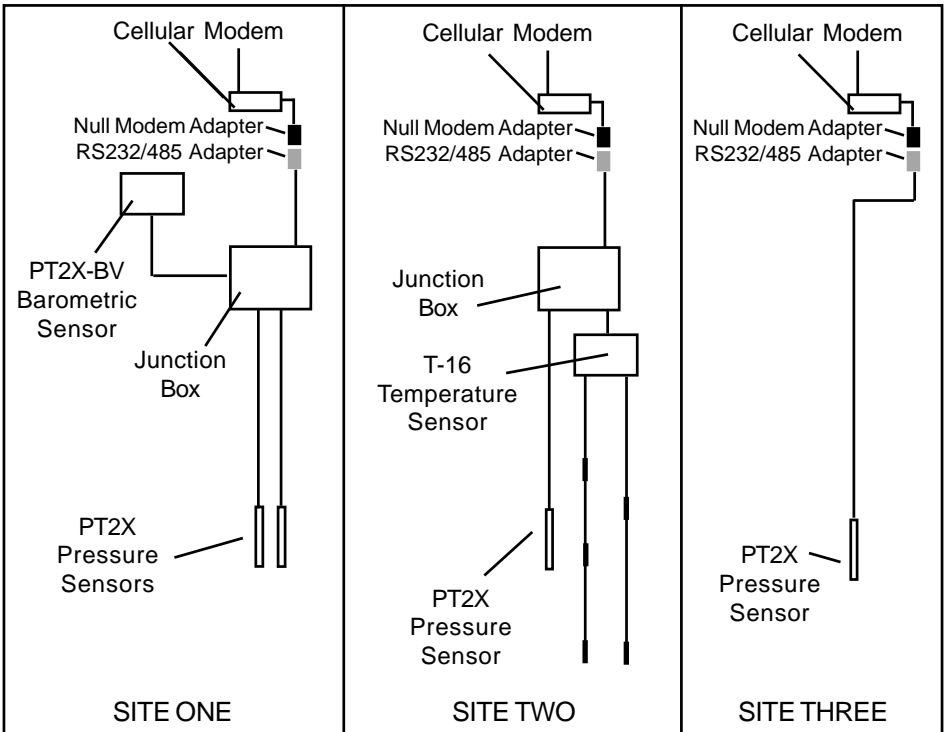 Cellular Modem
Null Modem Adapter
RS232/485 Adapter
PT2X-BV
Barometric
Sensor
Junction
Box
PT2X
Pressure
Sensors
SITE ONE
Cellular Modem
Null Modem Adapter
RS232/485 Adapter
Junction
Box
T-16
Temperature
Sensor
PT2X
Pressure
Sensor
SITE TWO
Cellular Modem
Null Modem Adapter
RS232/485 Adapter
PT2X
Pressure
Sensor
SITE THREE